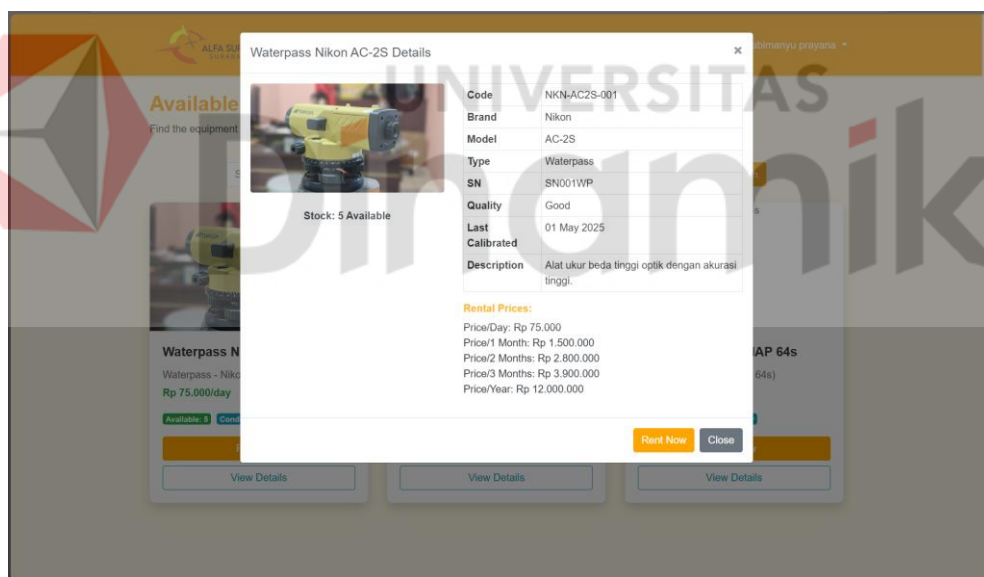 ALFA SU
abimanyu prayana
Waterpass Nikon AC-2S Details
×
Available
Find the equipment
Code NKN-AC2S-001
Brand Nikon
Model AC-2S
Type Waterpass
SN SN001WP
Quality Good
Last Calibrated 01 May 2025
Description Alat ukur beda tinggi optik dengan akurasi
tinggi.
Stock: 5 Available
Rental Prices:
Price/Day: Rp 75.000
Price/1 Month: Rp 1.500.000
Price/2 Months: Rp 2.800.000
Price/3 Months: Rp 3.900.000
Price/Year: Rp 12.000.000
Rent Now Close
Waterpass N
Waterpass - Niko
Rp 75.000/day
Available: 5 Cond
View Details
View Details
AP 64s
64s)
View Details
UNIVERSITAS
Dinamik